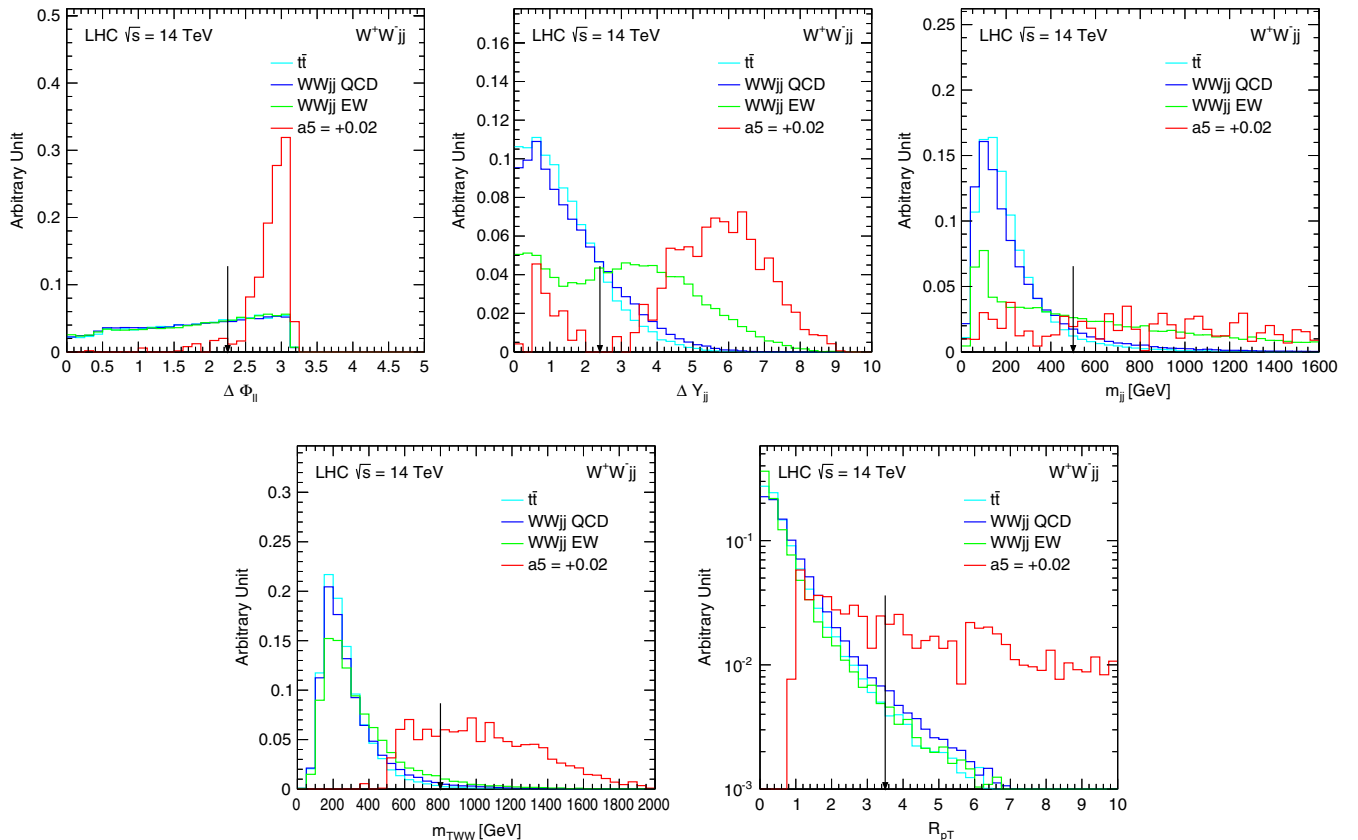 LHC √s = 14 TeV
W⁺W⁻jj
tt̄
WWjj QCD
WWjj EW
a5 = +0.02
Arbitrary Unit
0.5
0.4
0.3
0.2
0.1
0
0 0.5 1 1.5 2 2.5 3 3.5 4 4.5 5
Δ Φ_ll
LHC √s = 14 TeV
W⁺W⁻jj
tt̄
WWjj QCD
WWjj EW
a5 = +0.02
Arbitrary Unit
0.16
0.14
0.12
0.1
0.08
0.06
0.04
0.02
0
0 1 2 3 4 5 6 7 8 9 10
Δ Y_jj
LHC √s = 14 TeV
W⁺W⁻jj
tt̄
WWjj QCD
WWjj EW
a5 = +0.02
Arbitrary Unit
0.25
0.2
0.15
0.1
0.05
0
0 200 400 600 800 1000 1200 1400 1600
m_jj [GeV]
LHC √s = 14 TeV
W⁺W⁻jj
tt̄
WWjj QCD
WWjj EW
a5 = +0.02
Arbitrary Unit
0.3
0.25
0.2
0.15
0.1
0.05
0
0 200 400 600 800 1000 1200 1400 1600 1800 2000
m_TWW [GeV]
LHC √s = 14 TeV
W⁺W⁻jj
tt̄
WWjj QCD
WWjj EW
a5 = +0.02
Arbitrary Unit
10⁻¹
10⁻²
10⁻³
0 1 2 3 4 5 6 7 8 9 10
R_pT